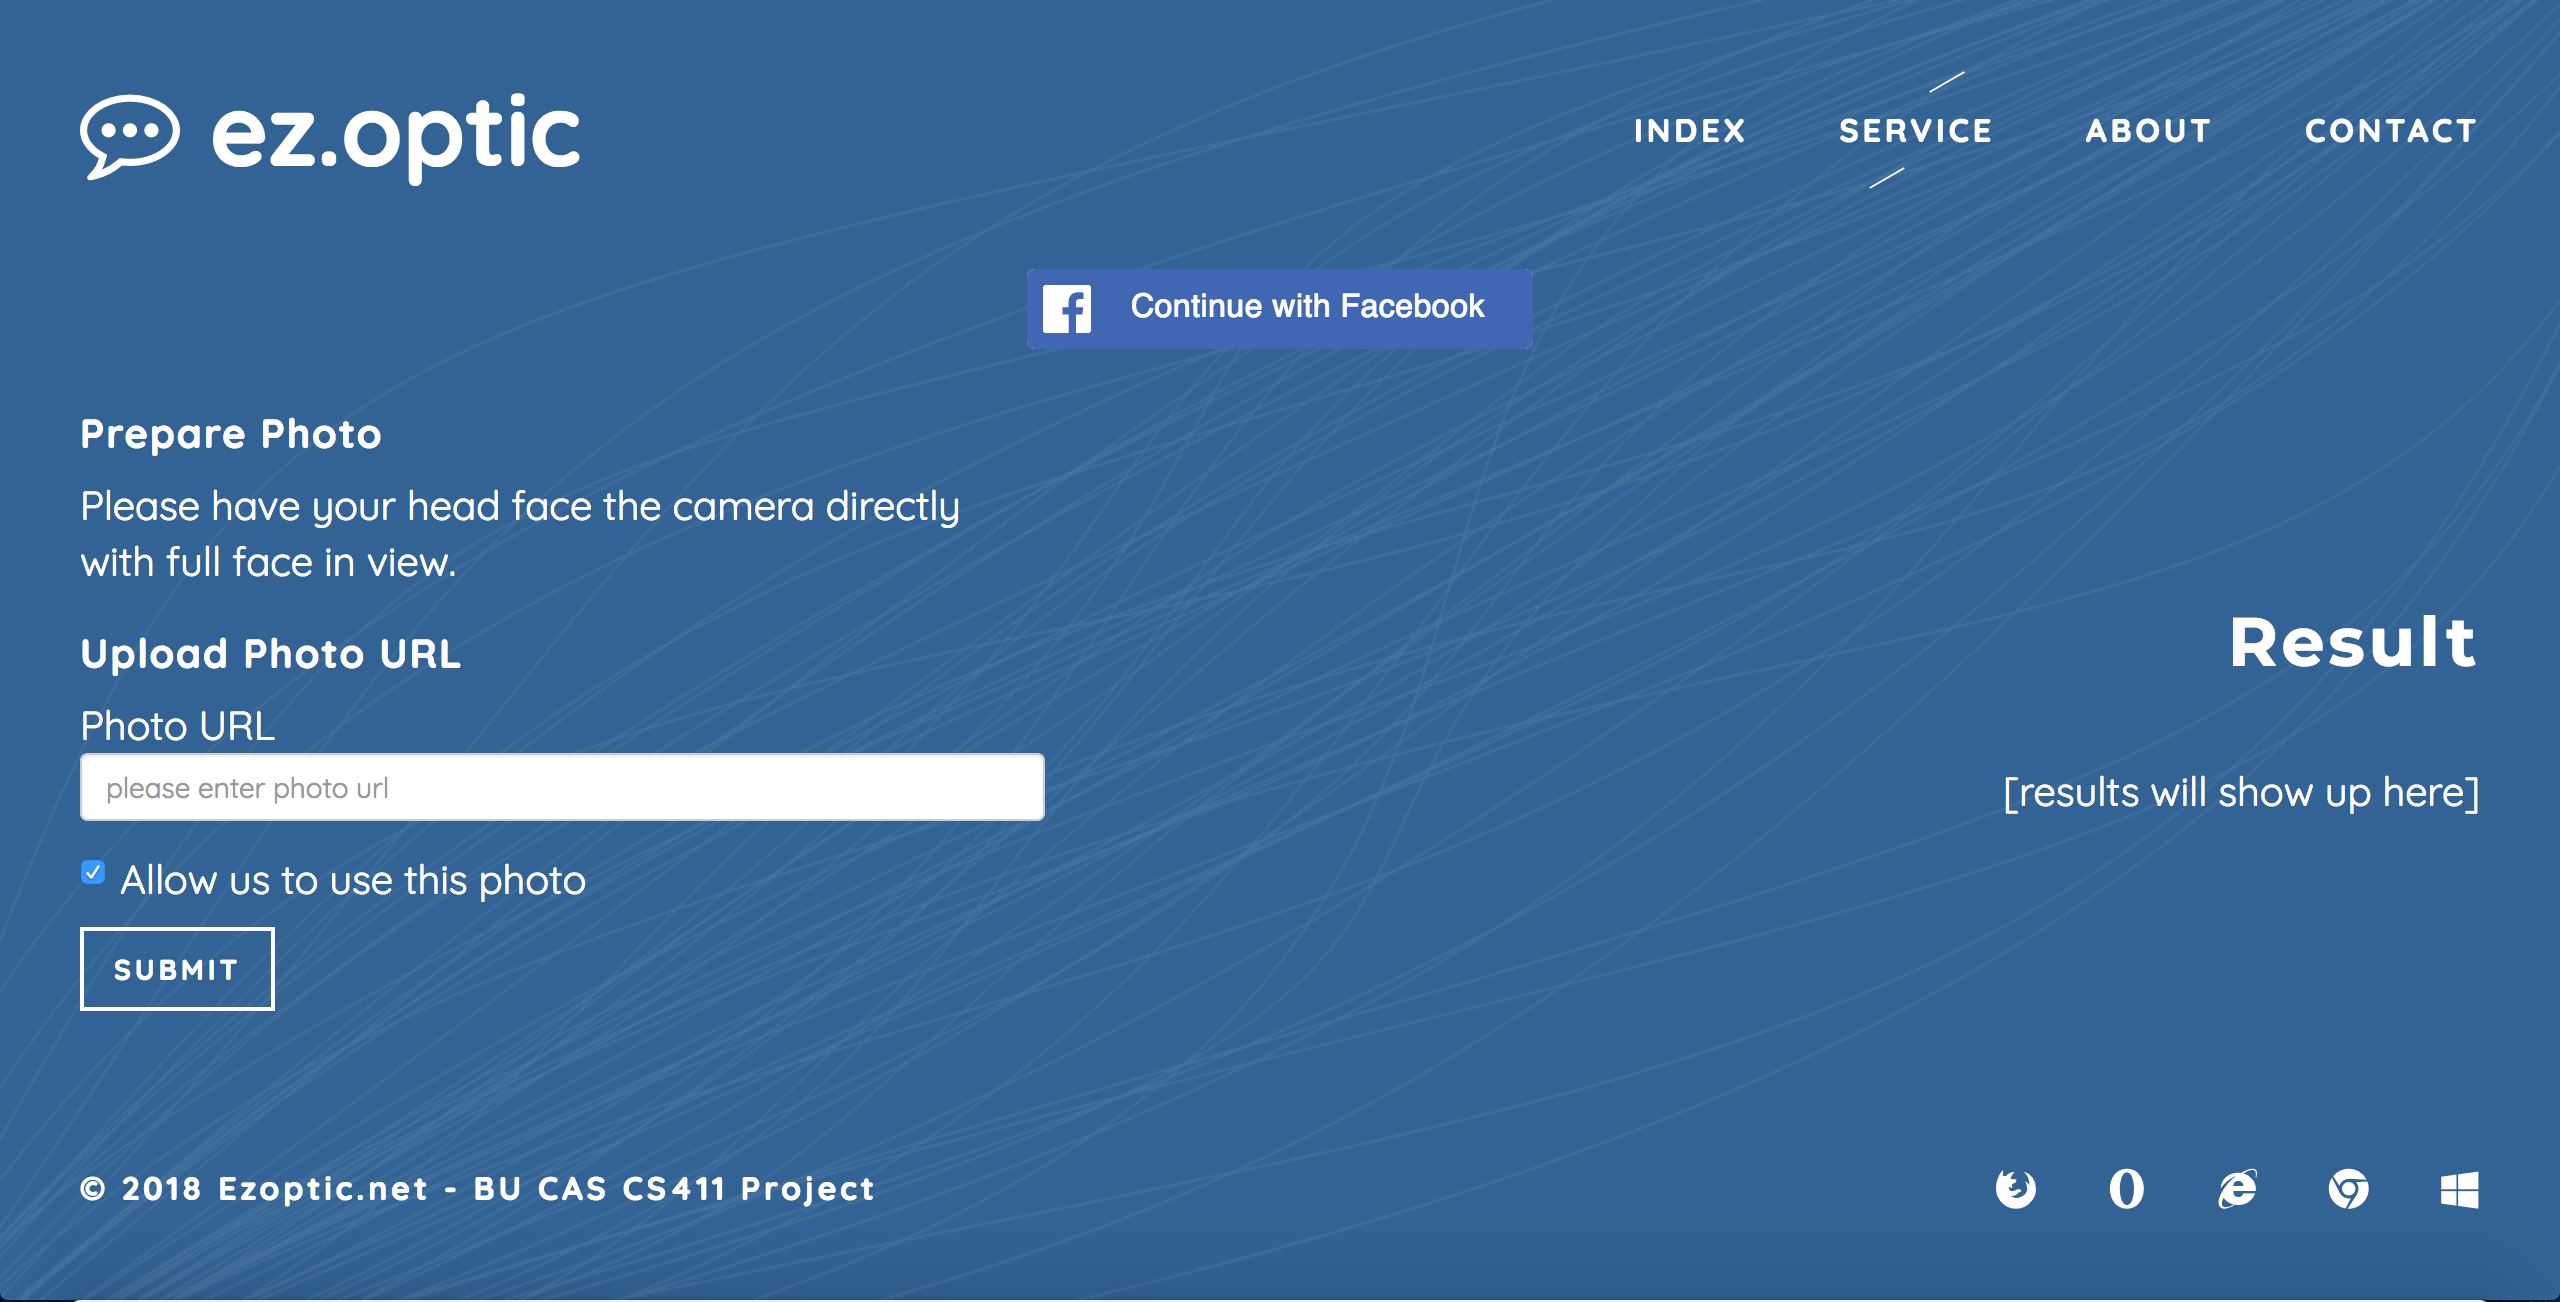 ez.optic
INDEX SERVICE ABOUT CONTACT
Continue with Facebook
Prepare Photo
Please have your head face the camera directly
with full face in view.
Upload Photo URL
Photo URL
please enter photo url
Allow us to use this photo
SUBMIT
Result
[results will show up here]
© 2018 Ezoptic.net - BU CAS CS411 Project